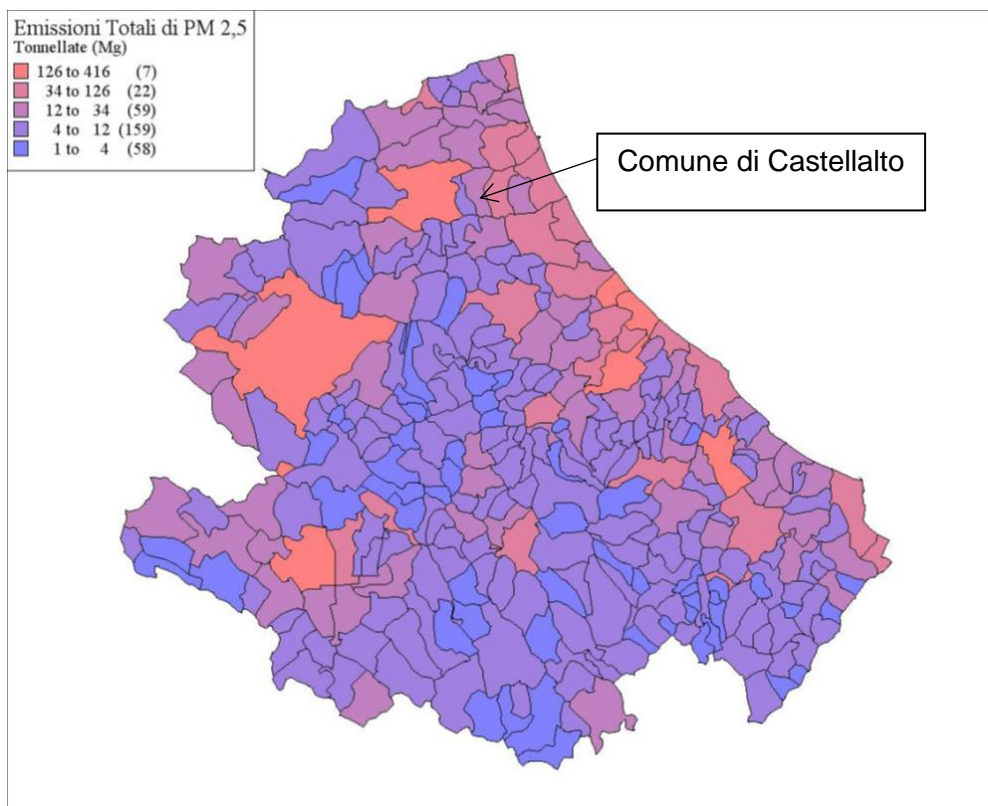 Emissioni Totali di PM 2,5
Tonnellate (Mg)
126 to 416 (7)
34 to 126 (22)
12 to 34 (59)
4 to 12 (159)
1 to 4 (58)
Comune di Castellalto